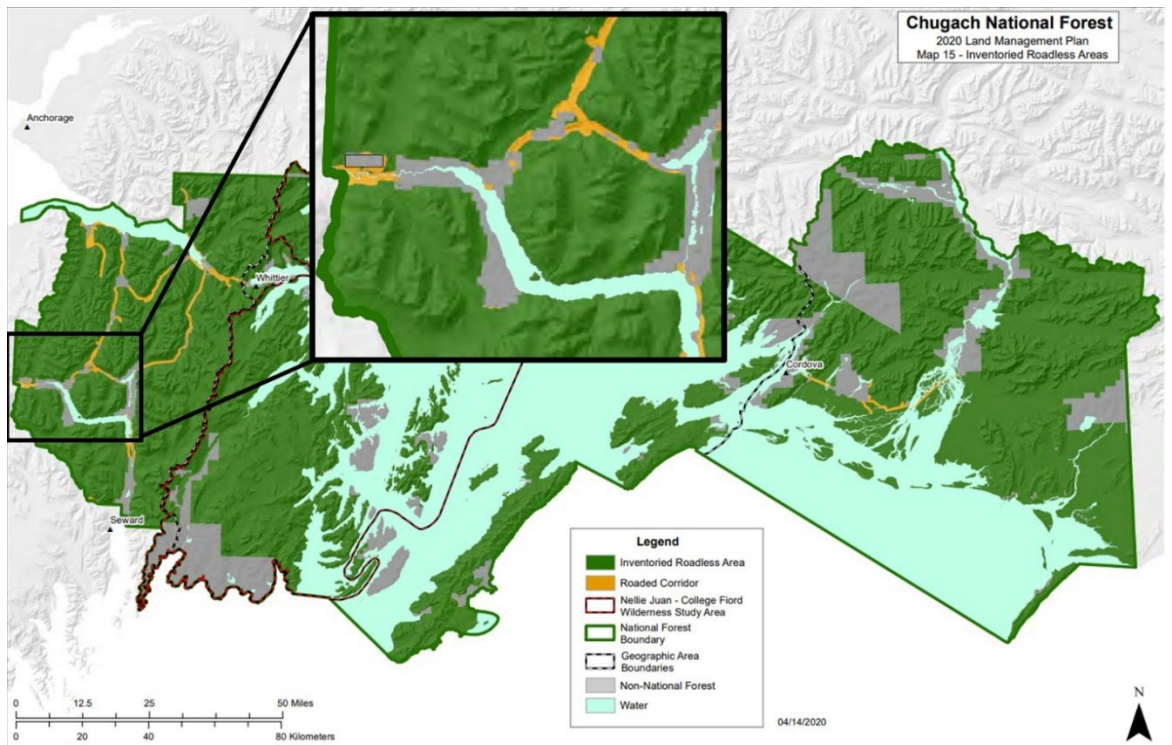 Chugach National Forest
2020 Land Management Plan
Map 15 - Inventoried Roadless Areas
Anchorage
Whittier
Cordova
Seward
Legend
Inventoried Roadless Area
Roaded Corridor
Nellie Juan - College Fiord
Wilderness Study Area
National Forest
Boundary
Geographic Area
Boundaries
Non-National Forest
Water
0 12.5 25 50 Miles
0 20 40 80 Kilometers
04/14/2020
N